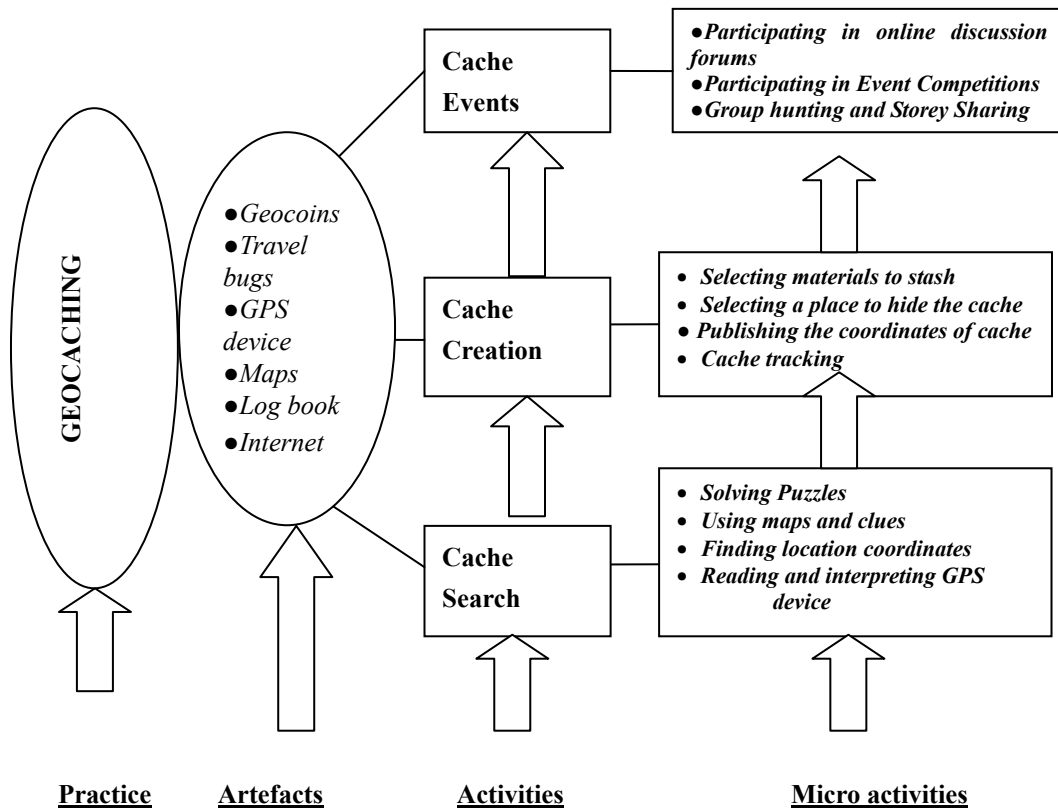 GEOCACHING
●Geocoins
●Travel
bugs
●GPS
device
●Maps
●Log book
●Internet
Cache
Events
●Participating in online discussion
forums
●Participating in Event Competitions
●Group hunting and Storey Sharing
Cache
Creation
• Selecting materials to stash
• Selecting a place to hide the cache
● Publishing the coordinates of cache
• Cache tracking
Cache
Search
• Solving Puzzles
• Using maps and clues
• Finding location coordinates
• Reading and interpreting GPS
device
Practice Artefacts Activities Micro activities